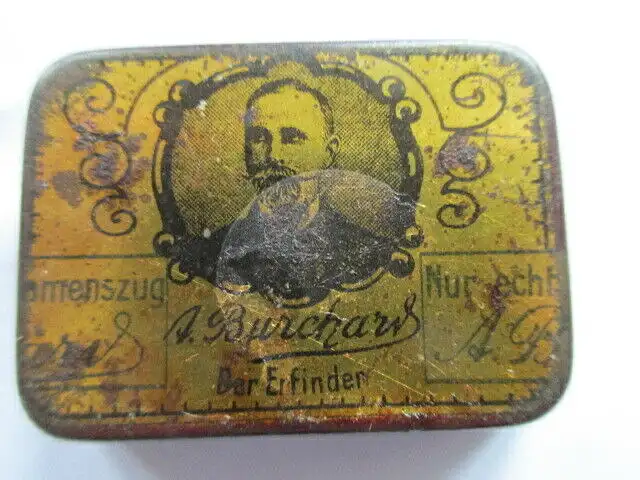 amenszug
Nur echt
A. Burchard
A. B
Der Erfinder